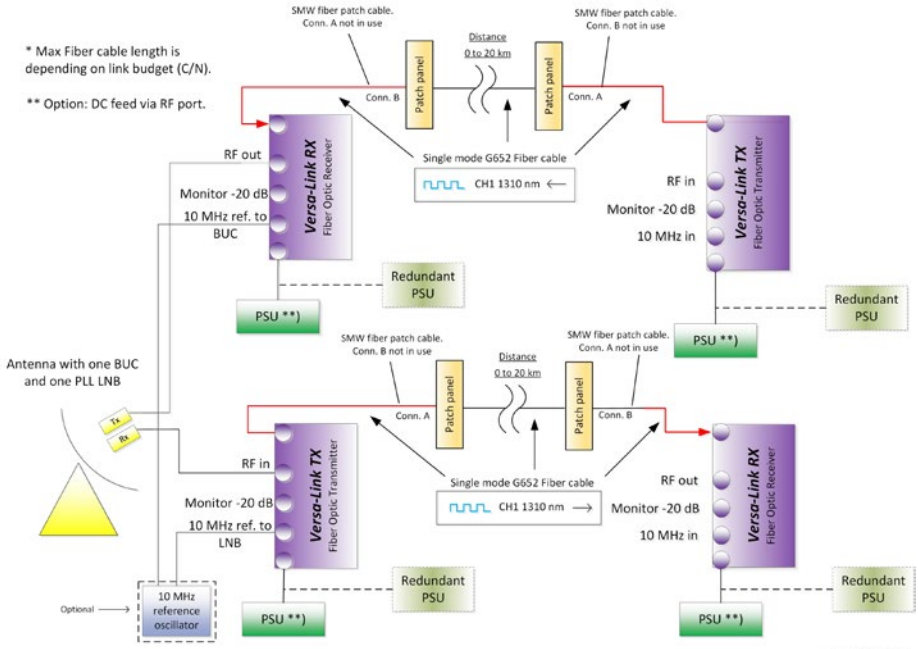 * Max Fiber cable length is
depending on link budget (C/N).
** Option: DC feed via RF port.
SMW fiber patch cable.
Conn. A not in use
Distance
0 to 20 km
SMW fiber patch cable.
Conn. B not in use
Conn. B
Patch panel
Patch panel
Conn. A
Single mode G652 Fiber cable
CH1 1310 nm
RF out
Monitor -20 dB
10 MHz ref. to
BUC
Versa-Link RX
Fiber Optic Receiver
RF in
Monitor -20 dB
10 MHz in
Versa-Link TX
Fiber Optic Transmitter
Redundant
PSU
PSU **)
Redundant
PSU
PSU **)
Antenna with one BUC
and one PLL LNB
Tx
Rx
SMW fiber patch cable.
Conn. B not in use
Distance
0 to 20 km
SMW fiber patch cable.
Conn. A not in use
Conn. A
Patch panel
Patch panel
Conn. B
Single mode G652 Fiber cable
CH1 1310 nm
RF in
Monitor -20 dB
10 MHz ref. to
LNB
Versa-Link TX
Fiber Optic Transmitter
RF out
Monitor -20 dB
10 MHz in
Versa-Link RX
Fiber Optic Receiver
Redundant
PSU
PSU **)
Redundant
PSU
PSU **)
Optional
10 MHz
reference
oscillator